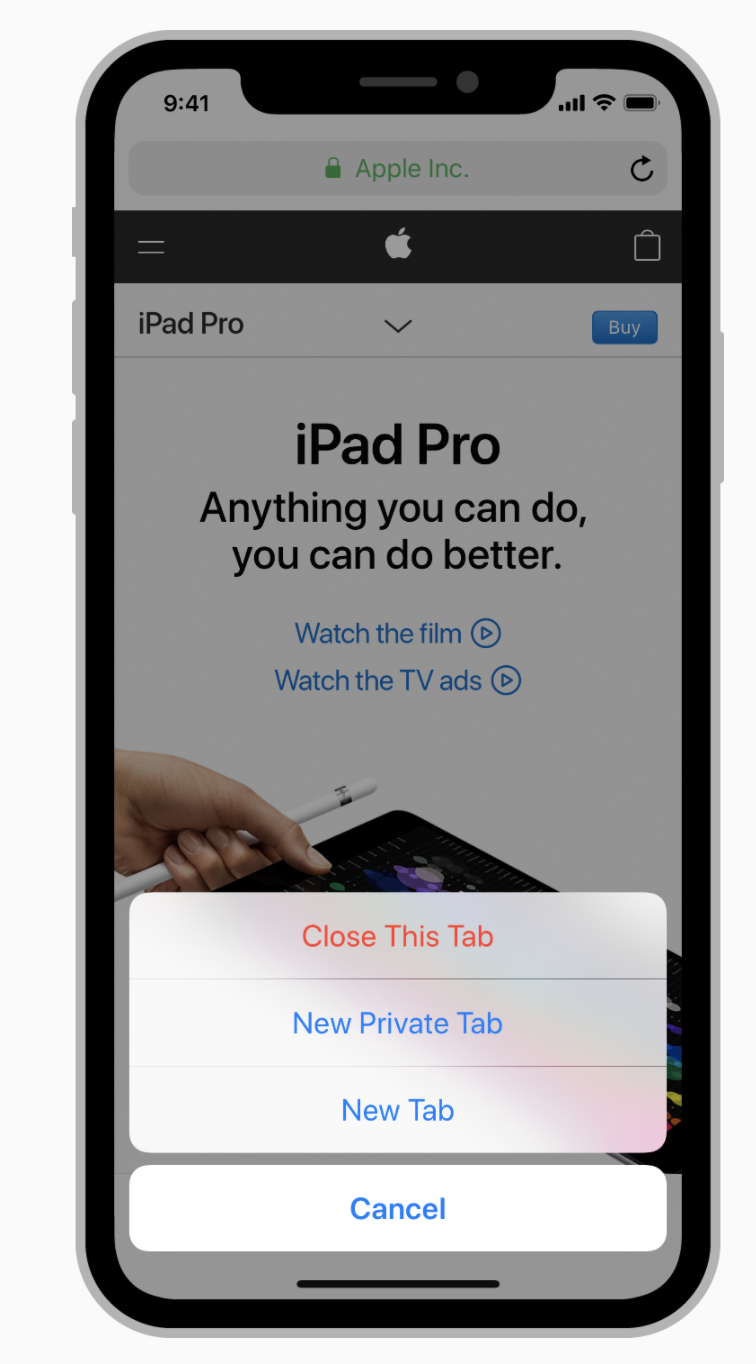 9:41
Apple Inc.
iPad Pro
Buy
iPad Pro
Anything you can do,
you can do better.
Watch the film
Watch the TV ads
Close This Tab
New Private Tab
New Tab
Cancel